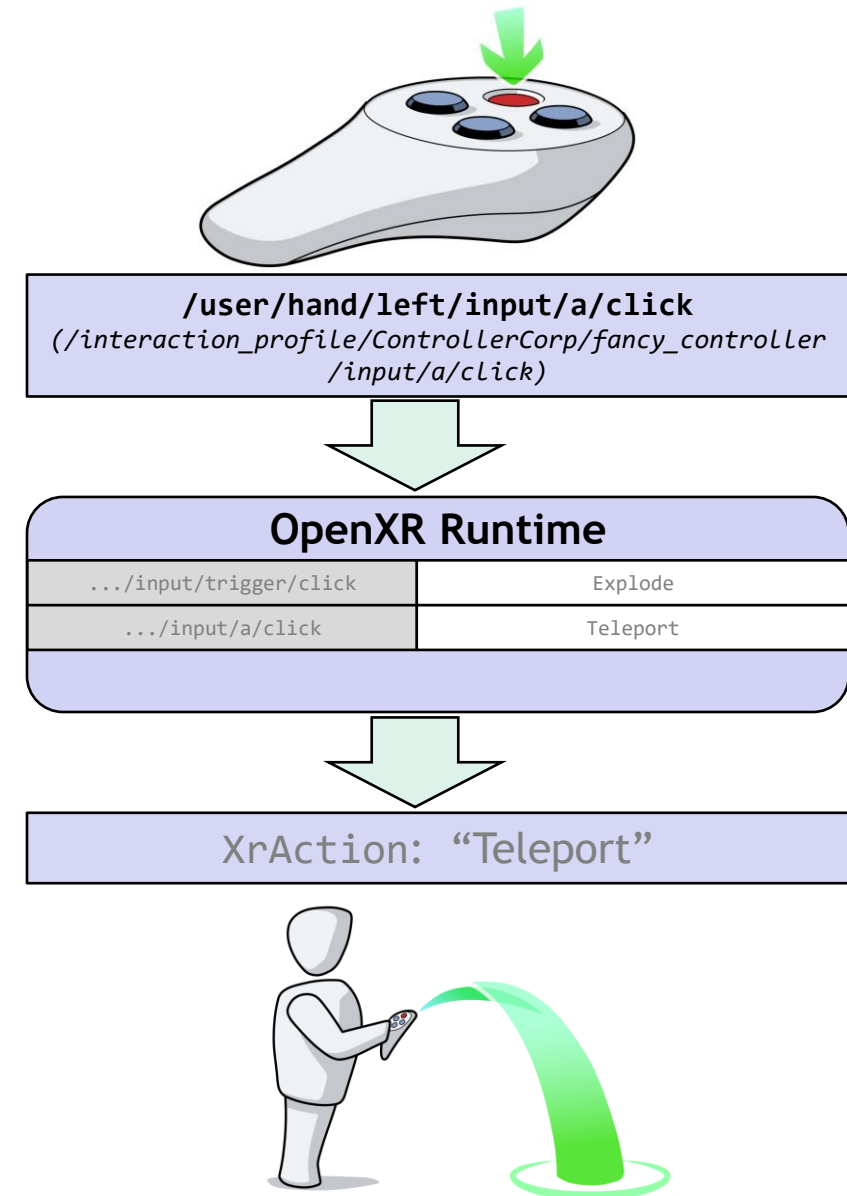 /user/hand/left/input/a/click
(/interaction_profile/ControllerCorp/fancy_controller
/input/a/click)
OpenXR Runtime
.../input/trigger/click Explode
.../input/a/click Teleport
XrAction: “Teleport”